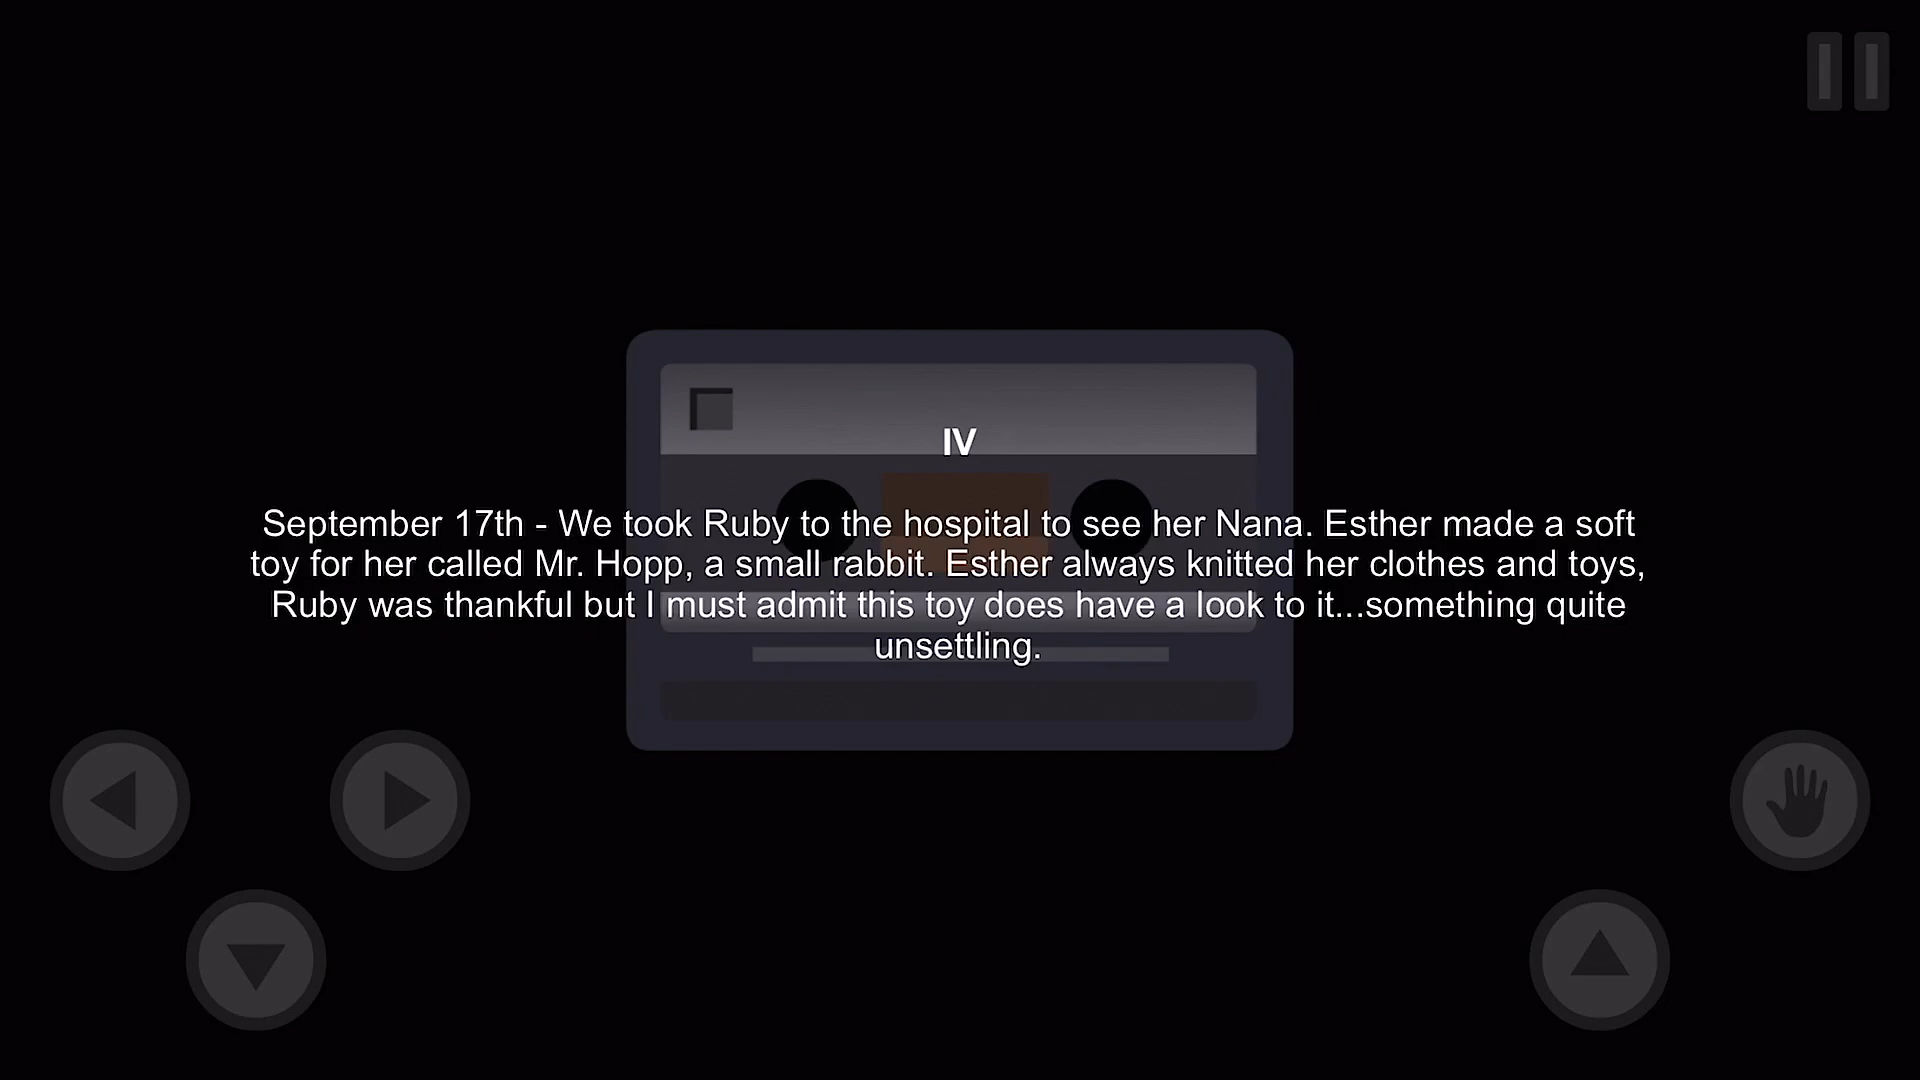 IV
September 17th - We took Ruby to the hospital to see her Nana. Esther made a soft
toy for her called Mr. Hopp, a small rabbit. Esther always knitted her clothes and toys,
Ruby was thankful but I must admit this toy does have a look to it...something quite
unsettling.